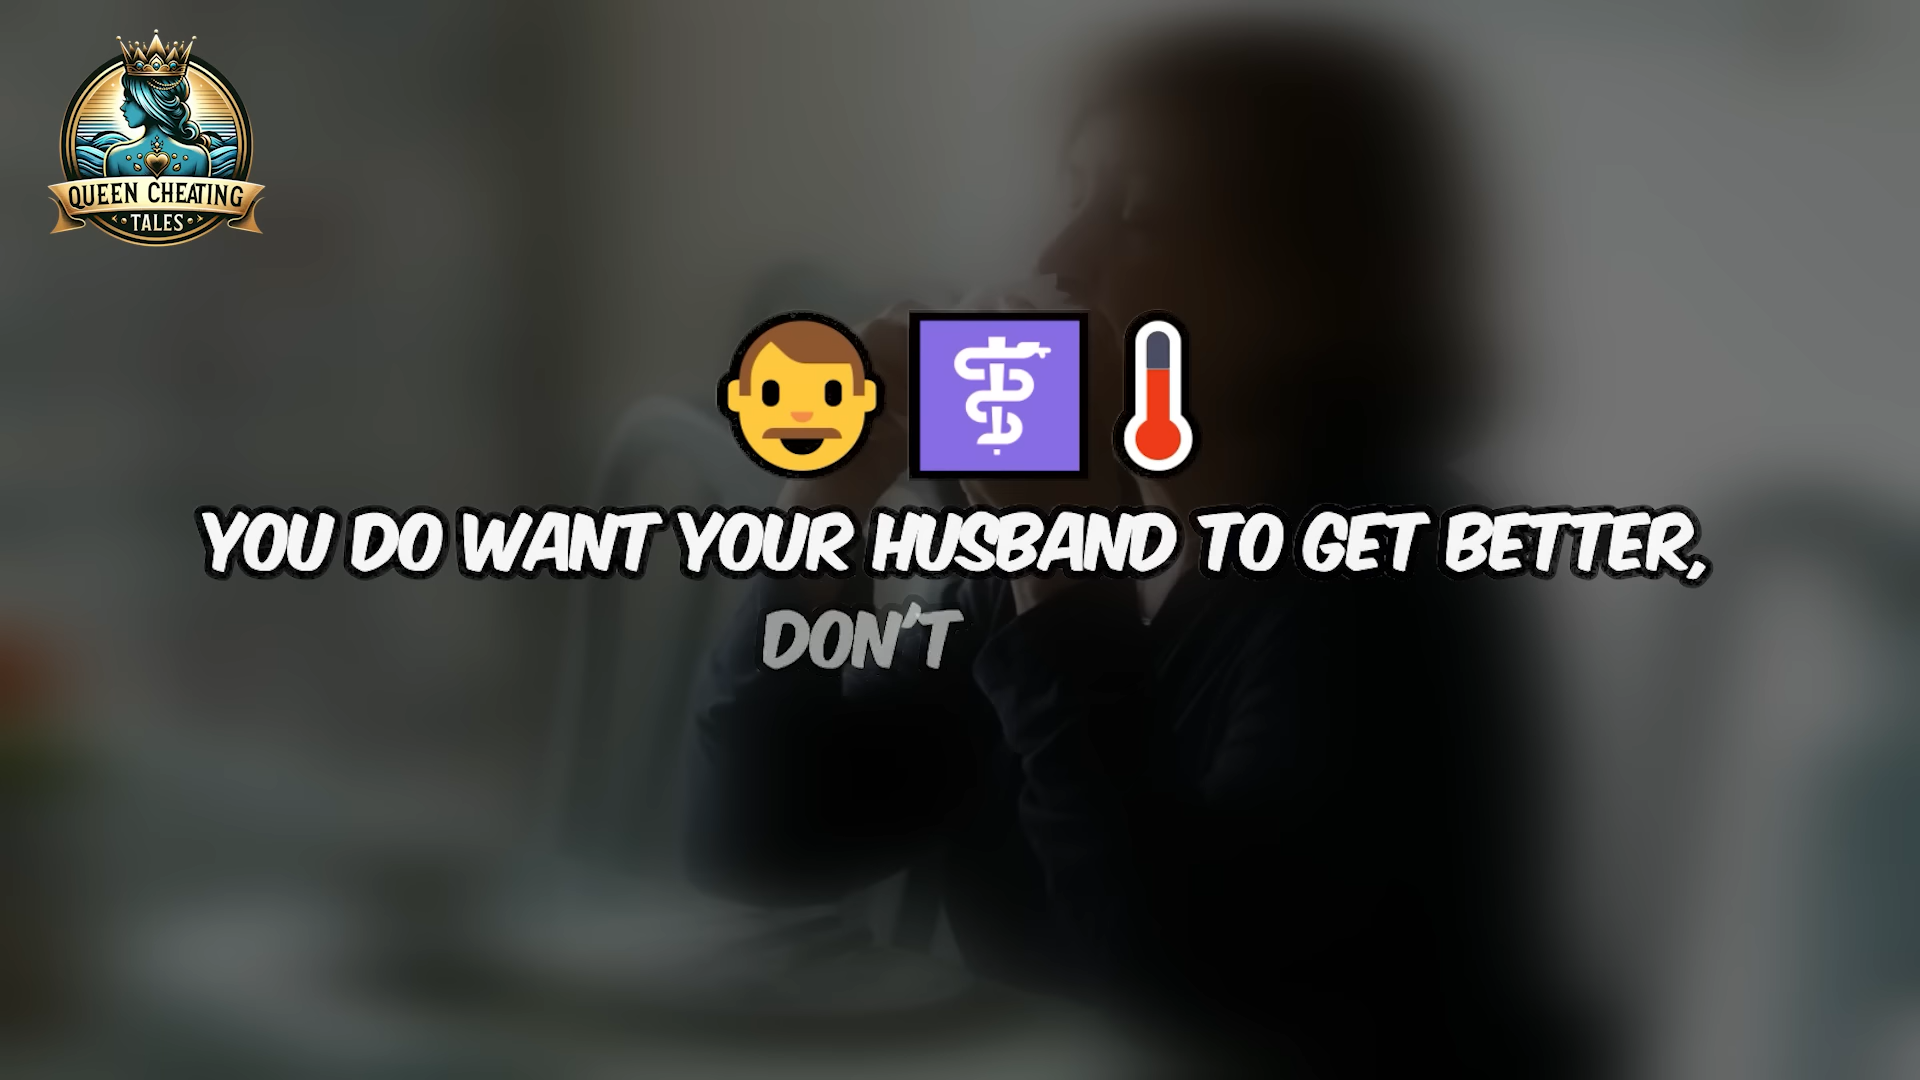 QUEEN CHEATING
TALES
YOU DO WANT YOUR HUSBAND TO GET BETTER,
DON'T